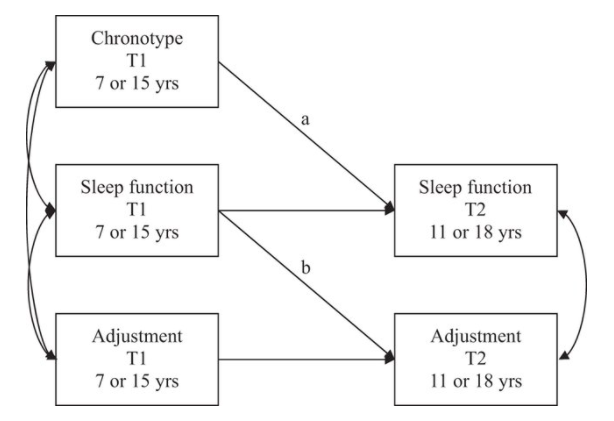 Chronotype
T1
7 or 15 yrs
a
Sleep function
T1
7 or 15 yrs
Sleep function
T2
11 or 18 yrs
b
Adjustment
T1
7 or 15 yrs
Adjustment
T2
11 or 18 yrs